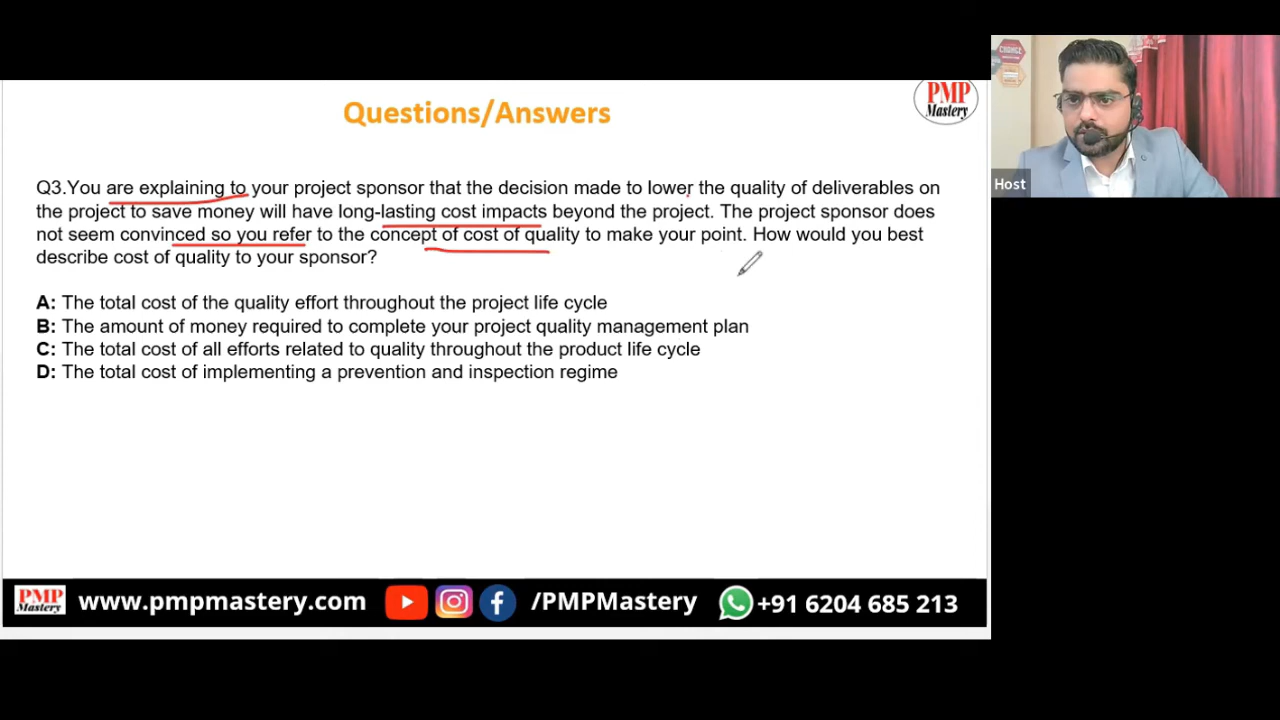 Questions/Answers
PMP
Mastery
CHANGE
Host
Q3.You are explaining to your project sponsor that the decision made to lower the quality of deliverables on
the project to save money will have long-lasting cost impacts beyond the project. The project sponsor does
not seem convinced so you refer to the concept of cost of quality to make your point. How would you best
describe cost of quality to your sponsor?
A: The total cost of the quality effort throughout the project life cycle
B: The amount of money required to complete your project quality management plan
C: The total cost of all efforts related to quality throughout the product life cycle
D: The total cost of implementing a prevention and inspection regime
PMP
Mastery
www.pmpmastery.com
/PMPMastery
+91 6204 685 213